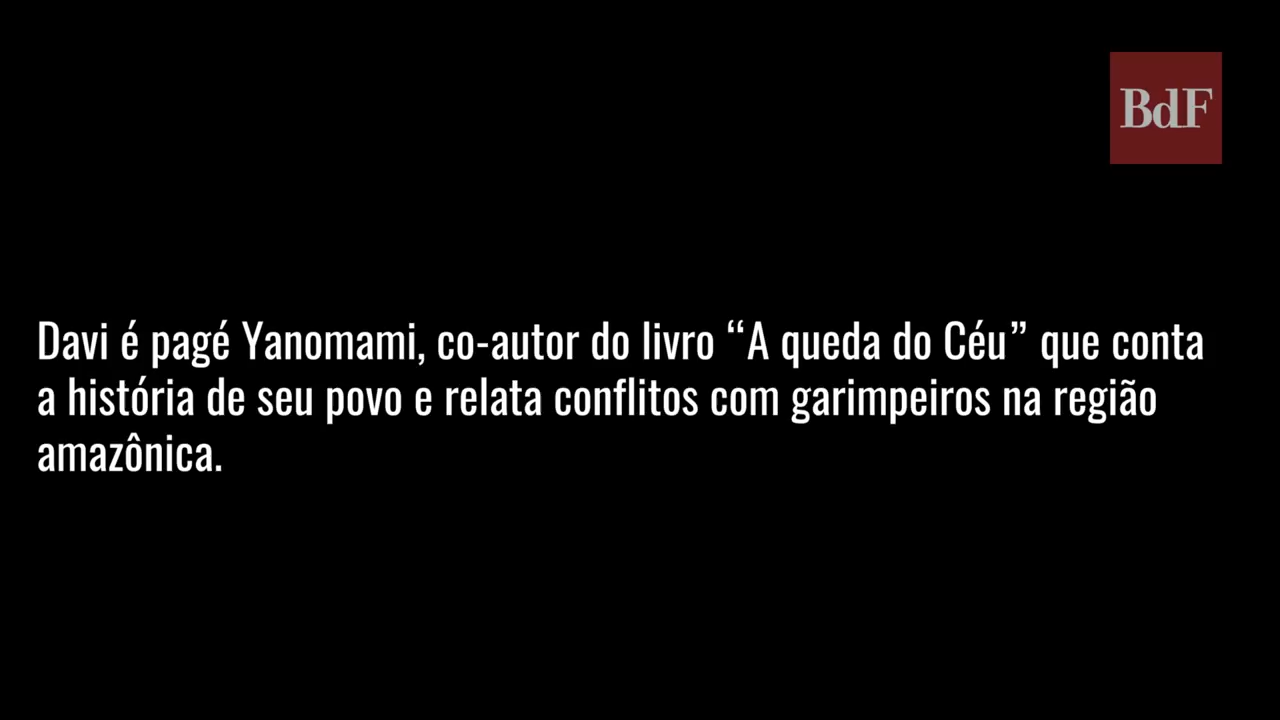 BdF
Davi é pagé Yanomami, co-autor do livro “A queda do Céu” que conta
a história de seu povo e relata conflitos com garimpeiros na região
amazônica.